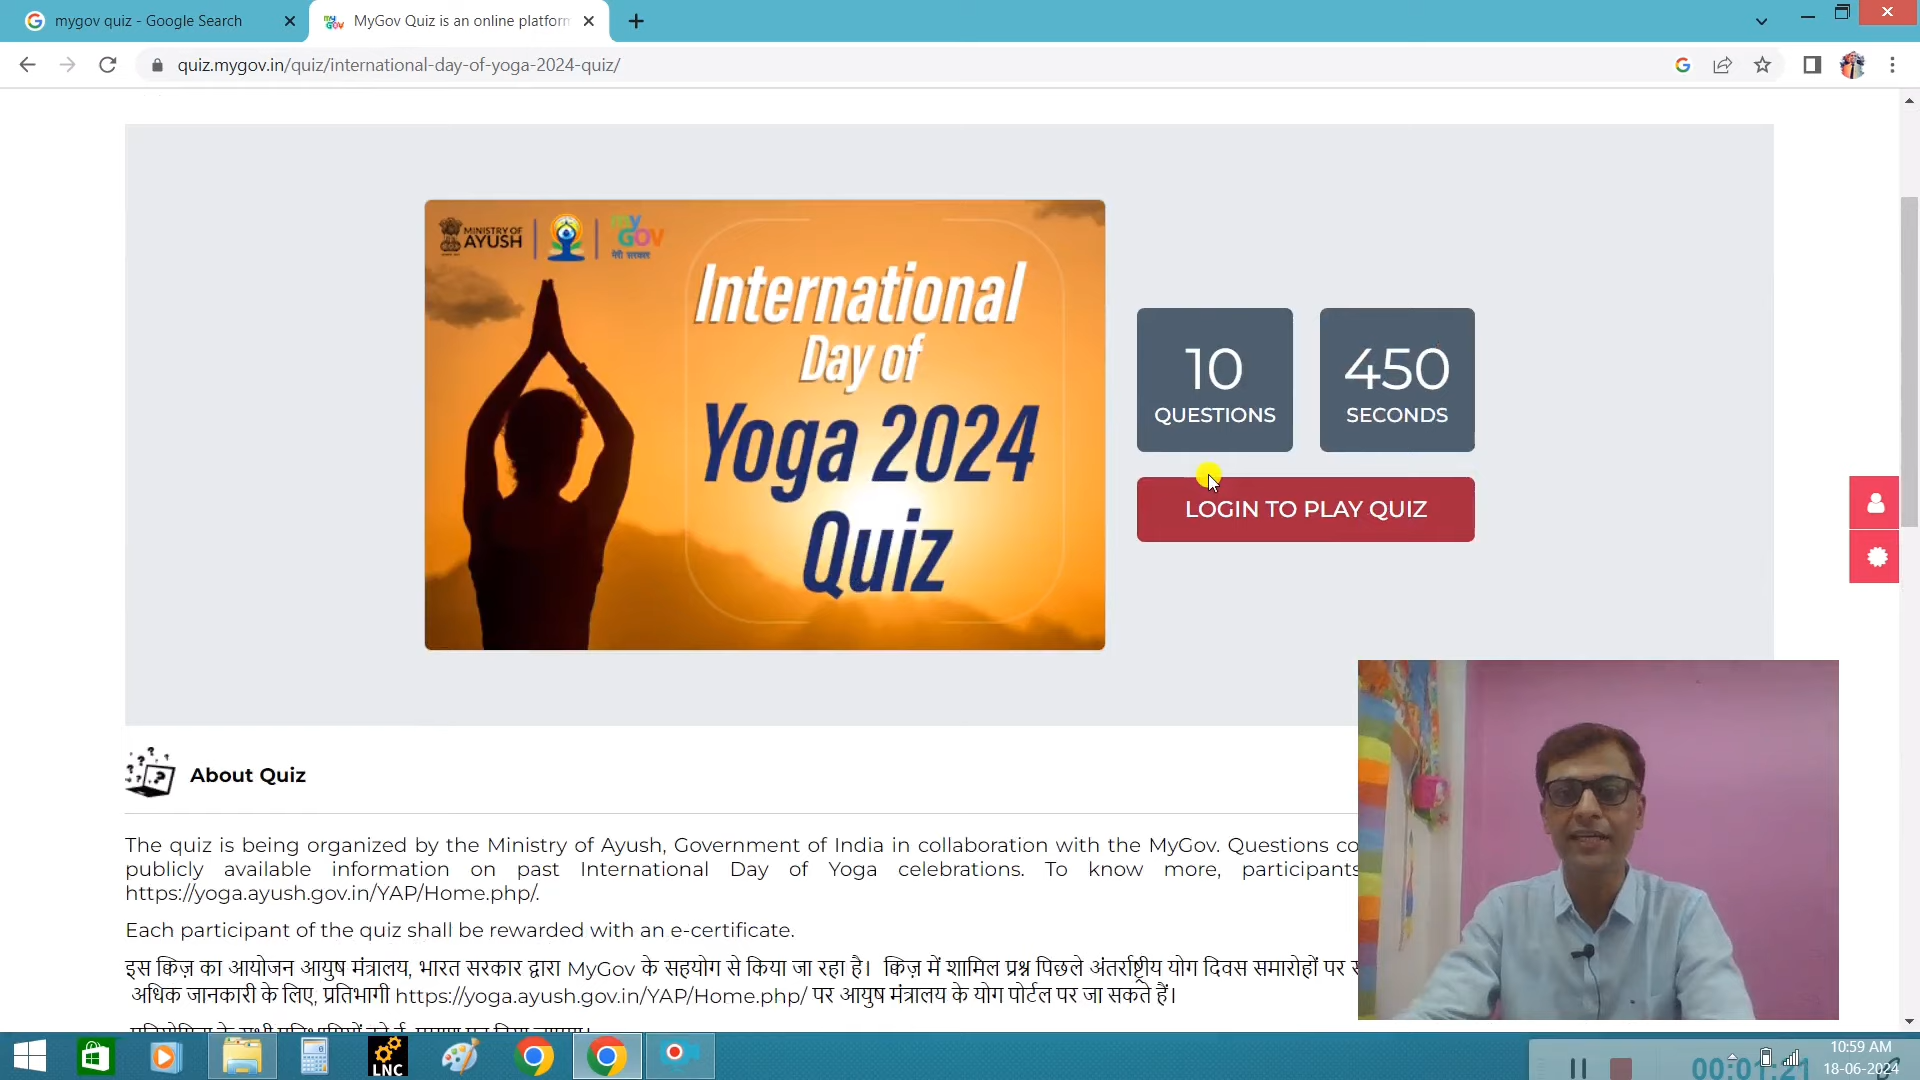 mygov quiz - Google Search
MyGov Quiz is an online platform
quiz.mygov.in/quiz/international-day-of-yoga-2024-quiz/
MINISTRY OF
AYUSH
my
GOV
मेरी सरकार
International
Day of
Yoga 2024
Quiz
10
QUESTIONS
450
SECONDS
LOGIN TO PLAY QUIZ
About Quiz
The quiz is being organized by the Ministry of Ayush, Government of India in collaboration with the MyGov. Questions co
publicly available information on past International Day of Yoga celebrations. To know more, participants
https://yoga.ayush.gov.in/YAP/Home.php/.
Each participant of the quiz shall be rewarded with an e-certificate.
इस क्विज़ का आयोजन आयुष मंत्रालय, भारत सरकार द्वारा MyGov के सहयोग से किया जा रहा है। क्विज़ में शामिल प्रश्न पिछले अंतर्राष्ट्रीय योग दिवस समारोहों पर
अधिक जानकारी के लिए, प्रतिभागी https://yoga.ayush.gov.in/YAP/Home.php/ पर आयुष मंत्रालय के योग पोर्टल पर जा सकते हैं।
LNC
00:01:21
10:59 AM
18-06-2024